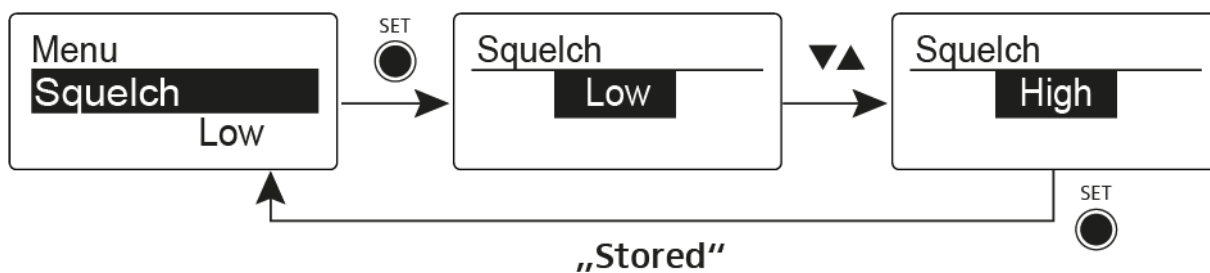 Menu
Squelch
Low
SET
Squelch
Low
▼▲
Squelch
High
SET
„Stored“